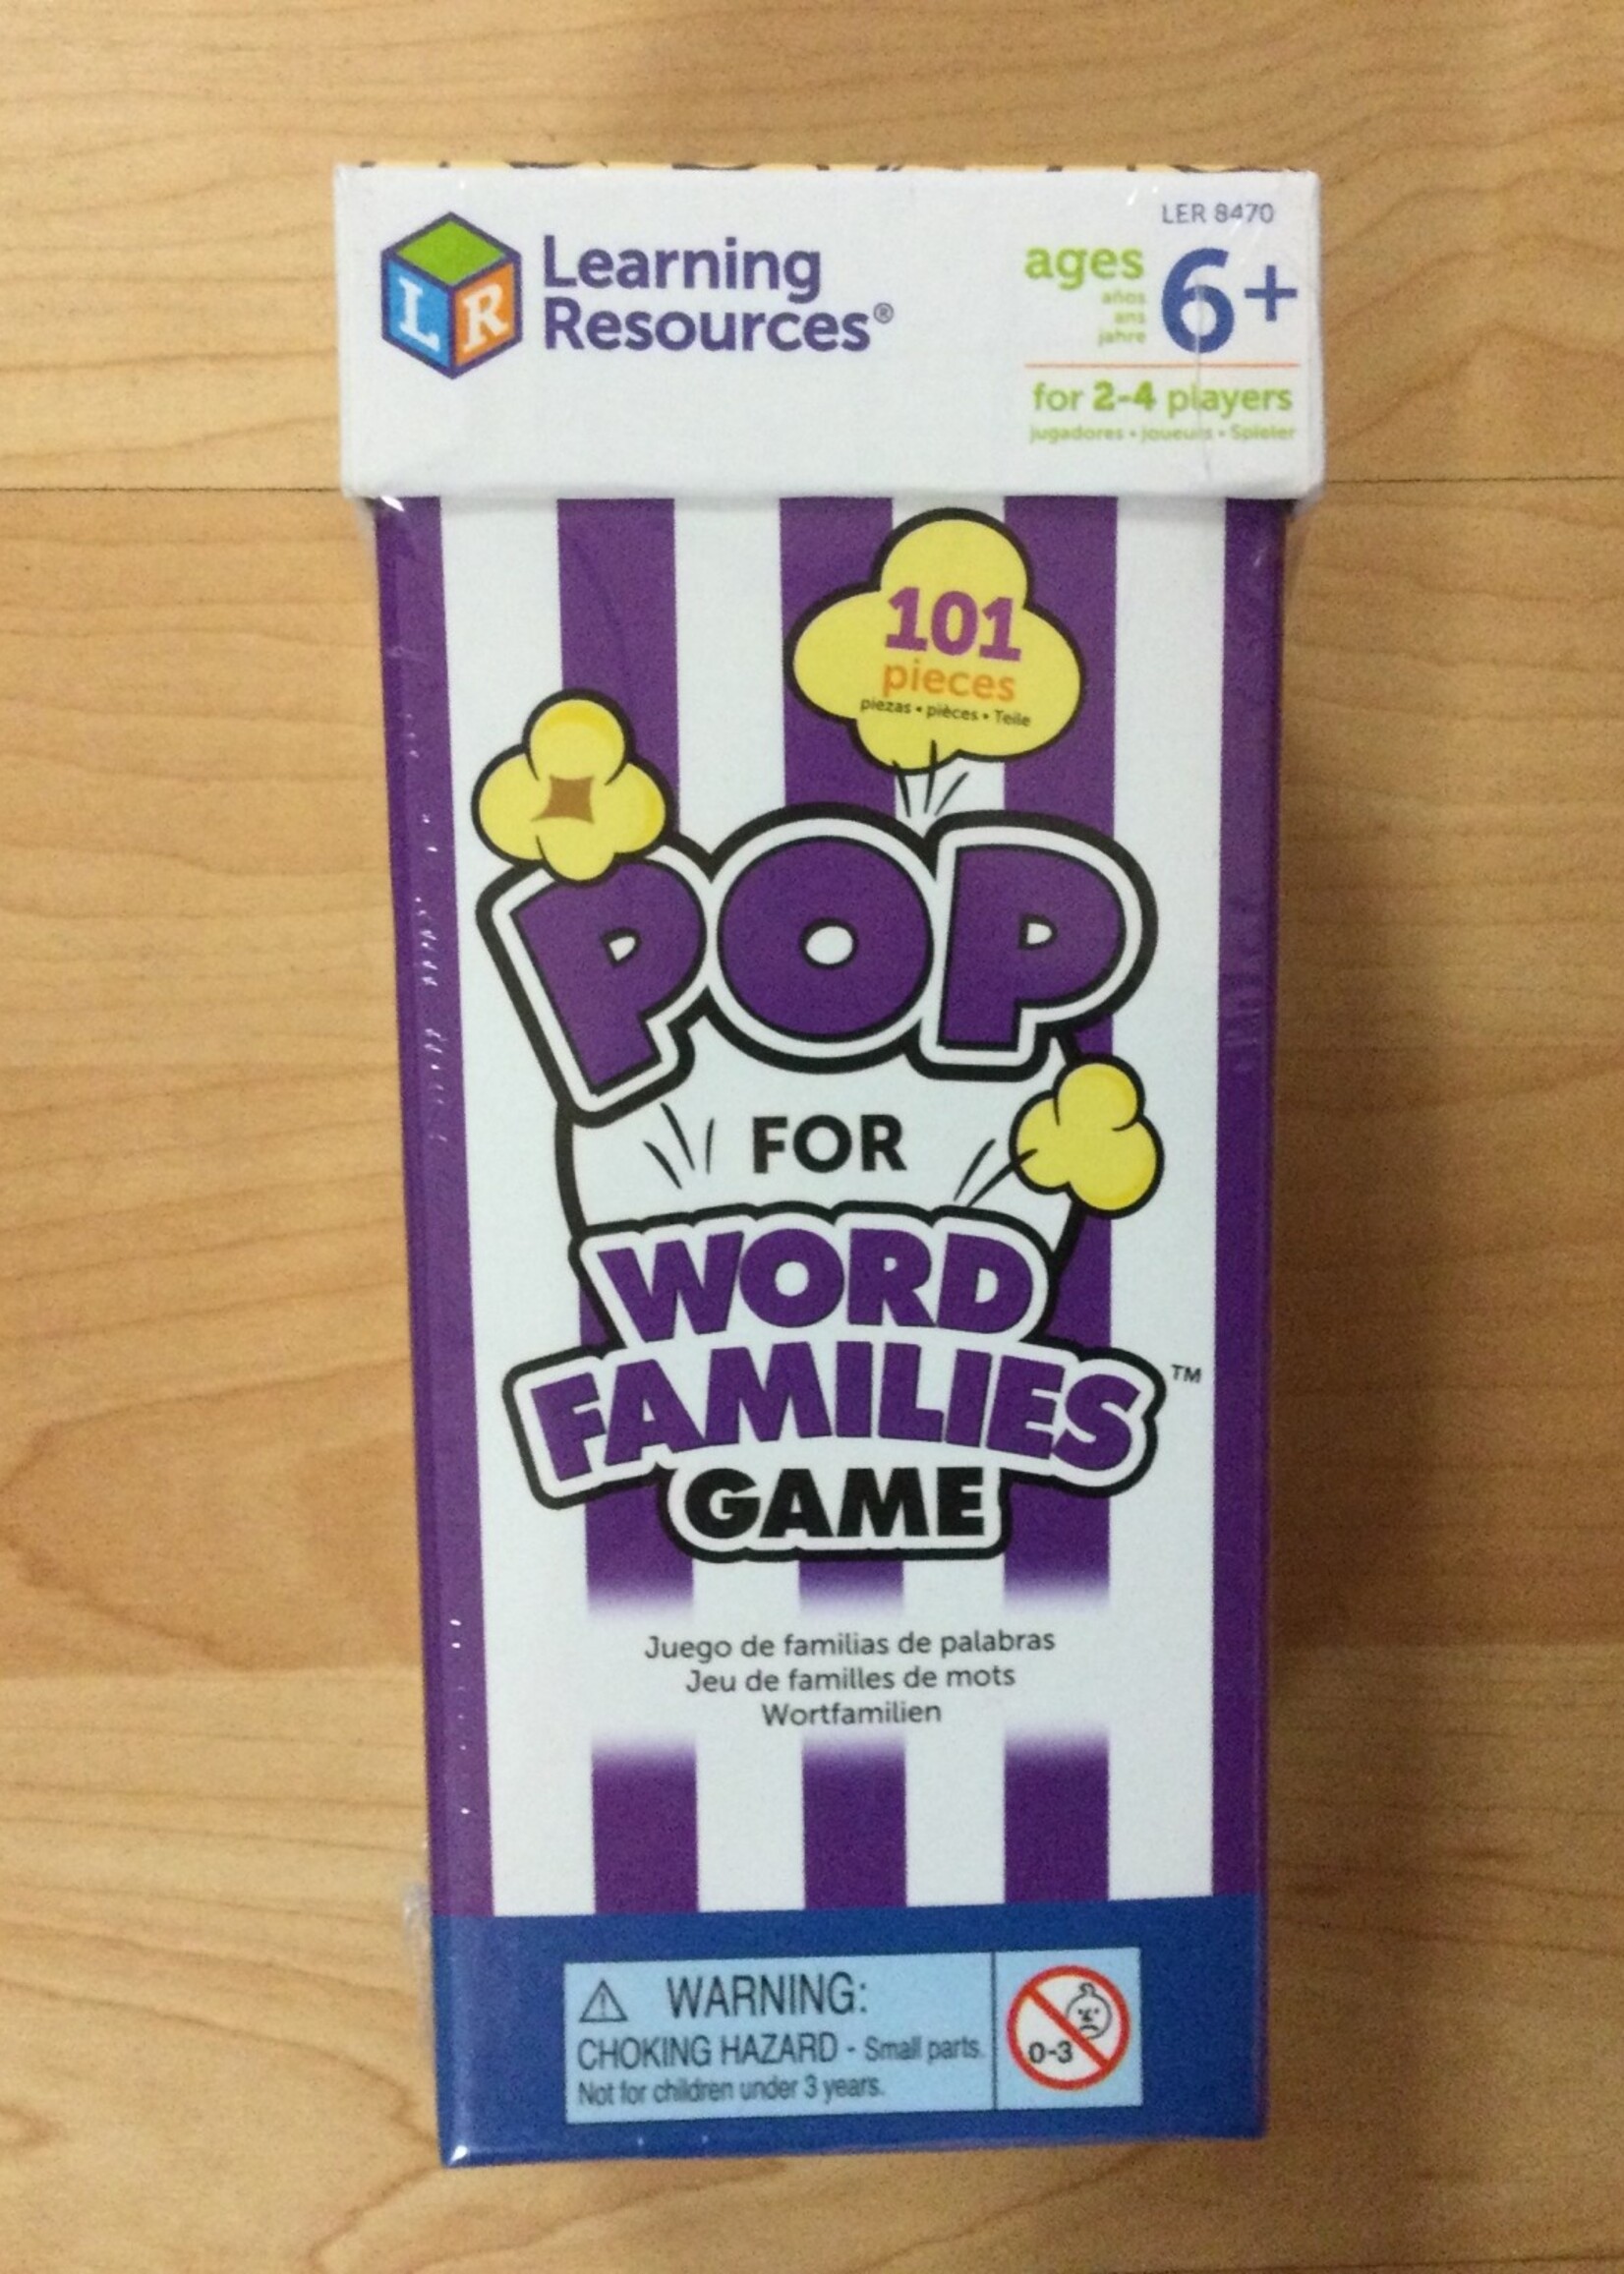 LER 8470
LR Learning
Resources®
ages 6+
años
ans
jahre
for 2-4 players
jugadores • joueurs • Spieler
101
pieces
piezas • pièces • Teile
POP
FOR
WORD
FAMILIES™
GAME
Juego de familias de palabras
Jeu de familles de mots
Wortfamilien
⚠ WARNING:
CHOKING HAZARD - Small parts.
Not for children under 3 years.
0-3